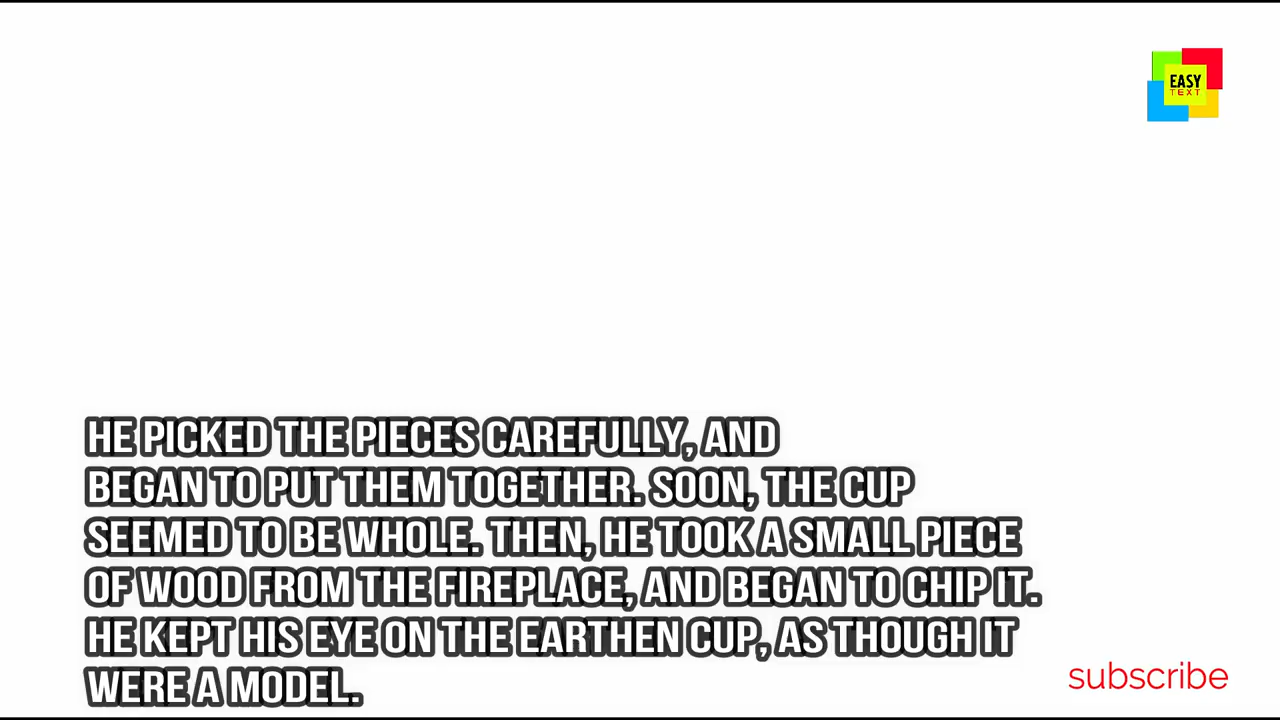 EASY
TEXT
HE PICKED THE PIECES CAREFULLY, AND
BEGAN TO PUT THEM TOGETHER. SOON, THE CUP
SEEMED TO BE WHOLE. THEN, HE TOOK A SMALL PIECE
OF WOOD FROM THE FIREPLACE, AND BEGAN TO CHIP IT.
HE KEPT HIS EYE ON THE EARTHEN CUP, AS THOUGH IT
WERE A MODEL.
subscribe